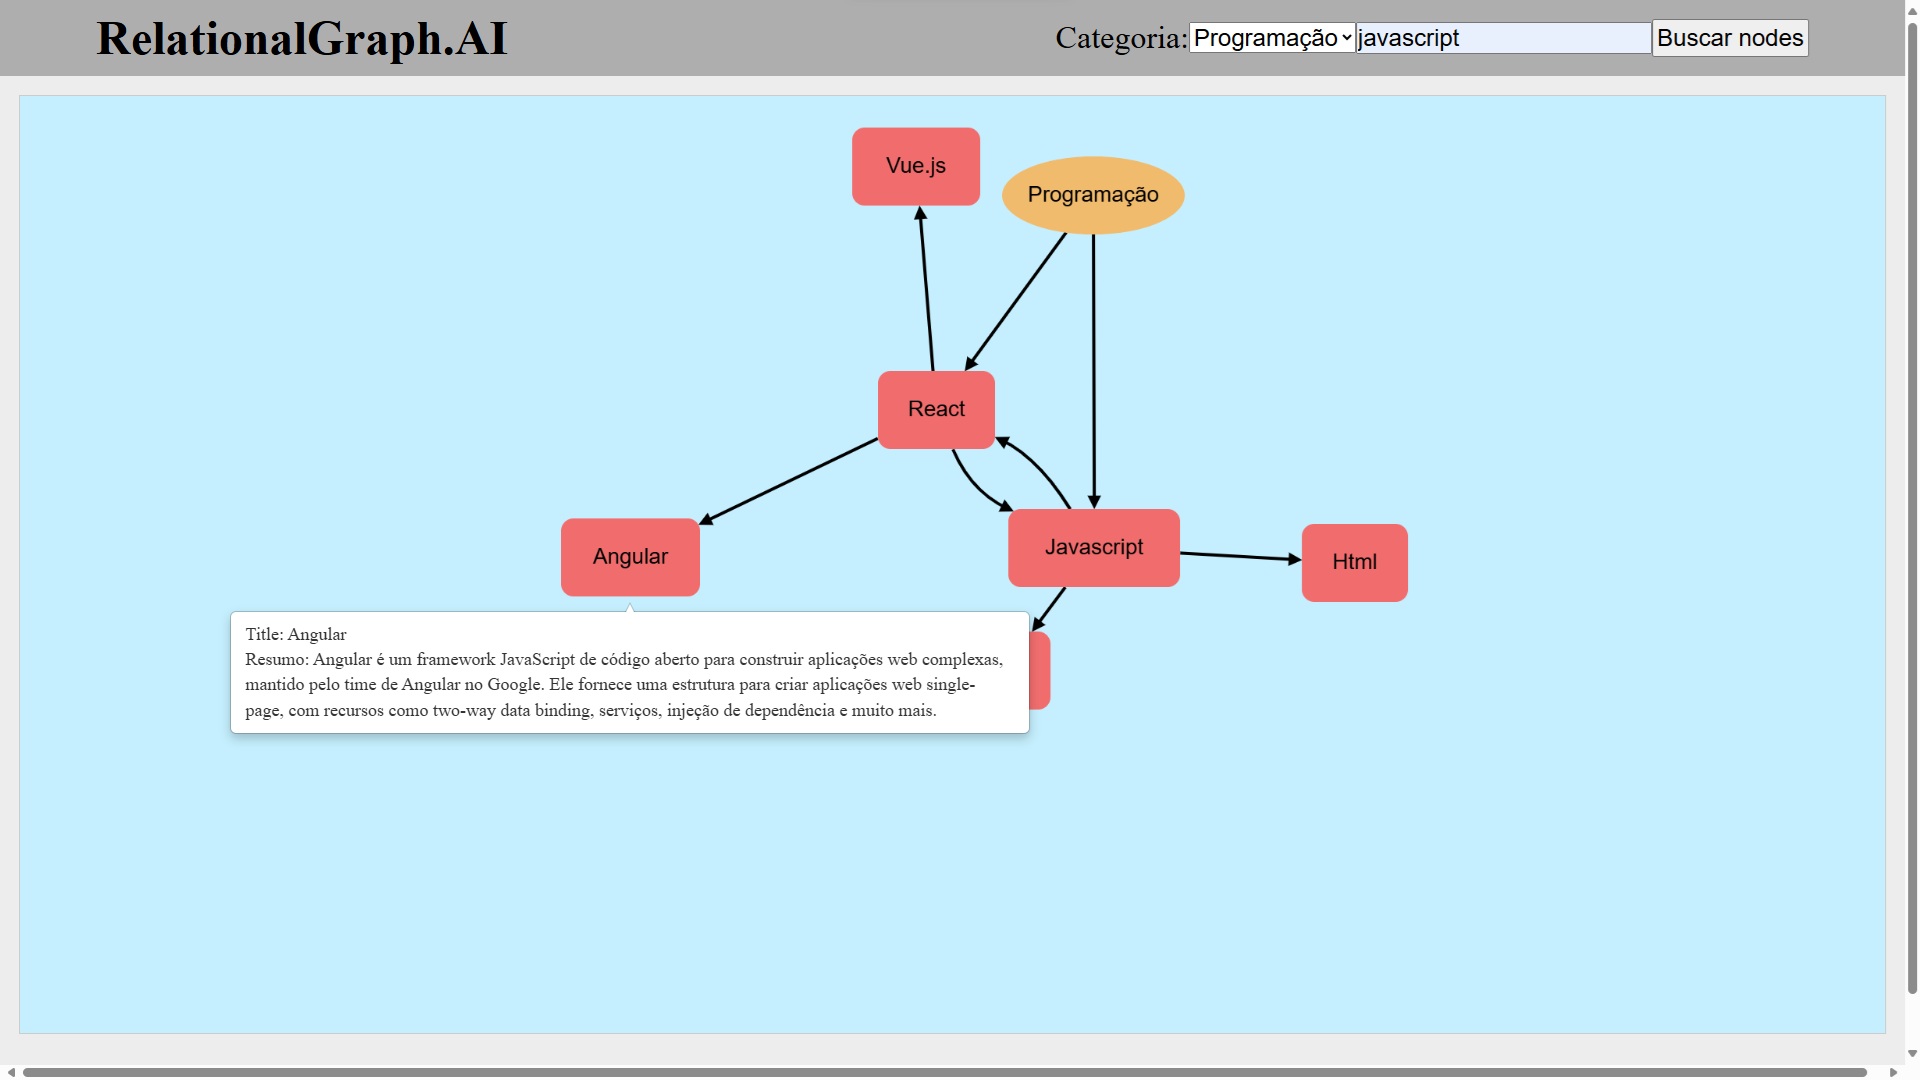 RelationalGraph.AI
Categoria: Programação javascript Buscar nodes
Vue.js
Programação
React
Angular
Javascript
Html
Title: Angular
Resumo: Angular é um framework JavaScript de código aberto para construir aplicações web complexas,
mantido pelo time de Angular no Google. Ele fornece uma estrutura para criar aplicações web single-
page, com recursos como two-way data binding, serviços, injeção de dependência e muito mais.